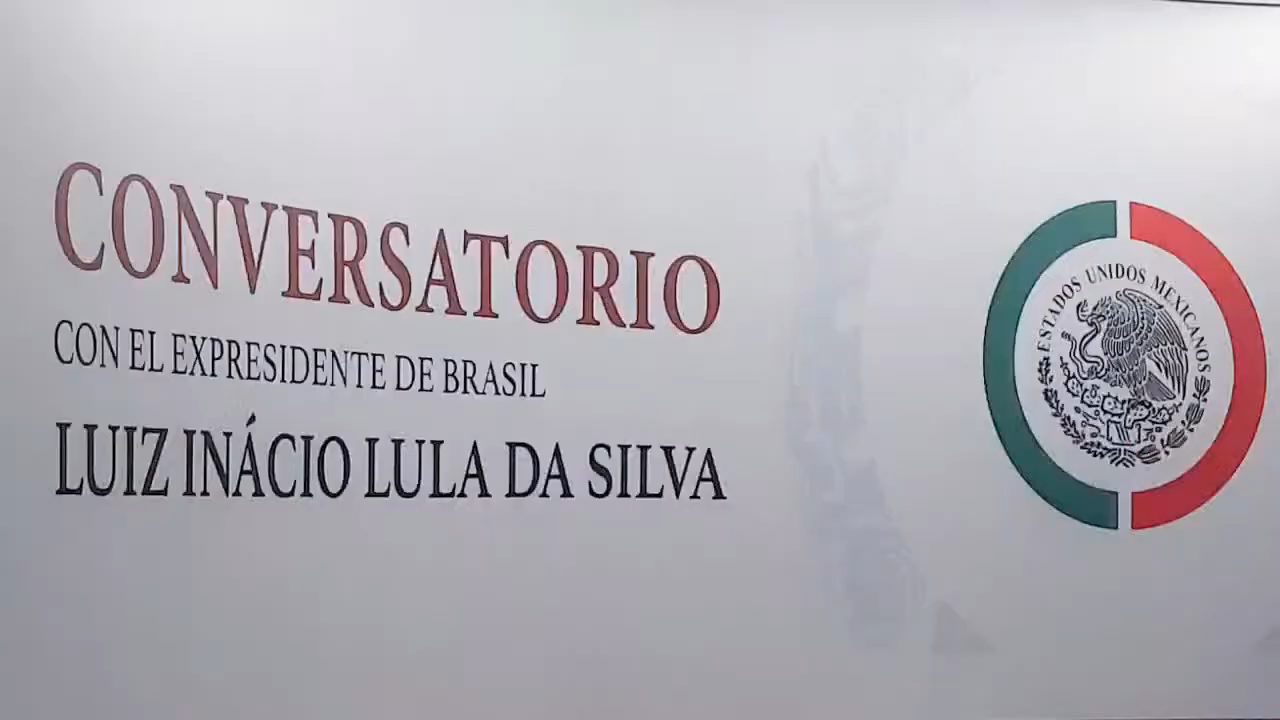 CONVERSATORIO
CON EL EXPRESIDENTE DE BRASIL
LUIZ INÁCIO LULA DA SILVA
ESTADOS UNIDOS MEXICANOS